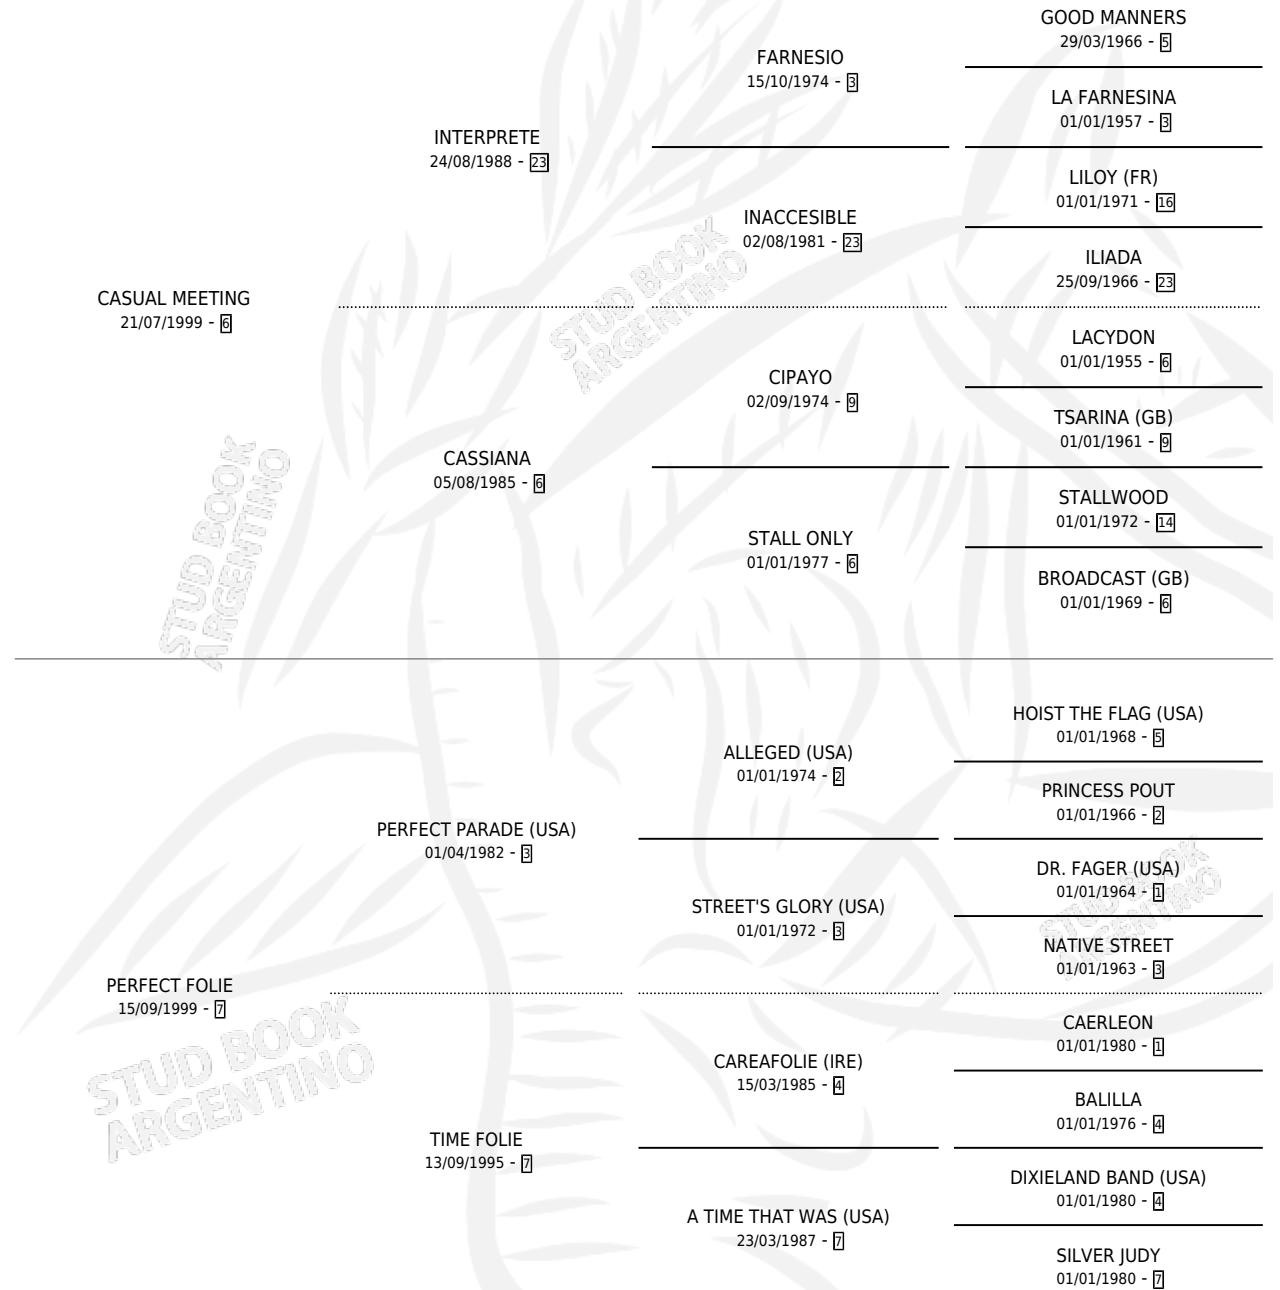 GOOD MANNERS
29/03/1966 - 5
FARNESIO
15/10/1974 - 3
LA FARNESINA
01/01/1957 - 3
INTERPRETE
24/08/1988 - 23
LILOY (FR)
01/01/1971 - 16
INACCESIBLE
02/08/1981 - 23
ILIADA
25/09/1966 - 23
CASUAL MEETING
21/07/1999 - 6
LACYDON
01/01/1955 - 6
CIPAYO
02/09/1974 - 9
TSARINA (GB)
01/01/1961 - 9
CASSIANA
05/08/1985 - 6
STALLWOOD
01/01/1972 - 14
STALL ONLY
01/01/1977 - 6
BROADCAST (GB)
01/01/1969 - 6
STUD BOOK
ARGENTINO
STUD BOOK
ARGENTINO
HOIST THE FLAG (USA)
01/01/1968 - 5
ALLEGED (USA)
01/01/1974 - 2
PRINCESS POUT
01/01/1966 - 2
PERFECT PARADE (USA)
01/04/1982 - 3
DR. FAGER (USA)
01/01/1964 - 1
STREET'S GLORY (USA)
01/01/1972 - 3
NATIVE STREET
01/01/1963 - 3
PERFECT FOLIE
15/09/1999 - 7
CAERLEON
01/01/1980 - 1
CAREAFOLIE (IRE)
15/03/1985 - 4
BALILLA
01/01/1976 - 4
TIME FOLIE
13/09/1995 - 7
DIXIELAND BAND (USA)
01/01/1980 - 4
A TIME THAT WAS (USA)
23/03/1987 - 7
SILVER JUDY
01/01/1980 - 7
STUD BOOK
ARGENTINO
STUD BOOK
ARGENTINO